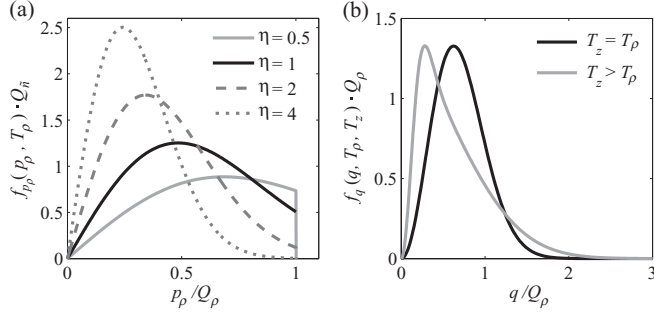 (a)
f_{p_ρ}(p_ρ, T_ρ)·Q_ñ
2.5
2
1.5
1
0.5
0
η = 0.5
η = 1
η = 2
η = 4
0 0.5 1
p_ρ/Q_ρ
(b)
f_q(q, T_ρ, T_z)·Q_ρ
1.5
1
0.5
0
T_z = T_ρ
T_z > T_ρ
0 1 2 3
q/Q_ρ